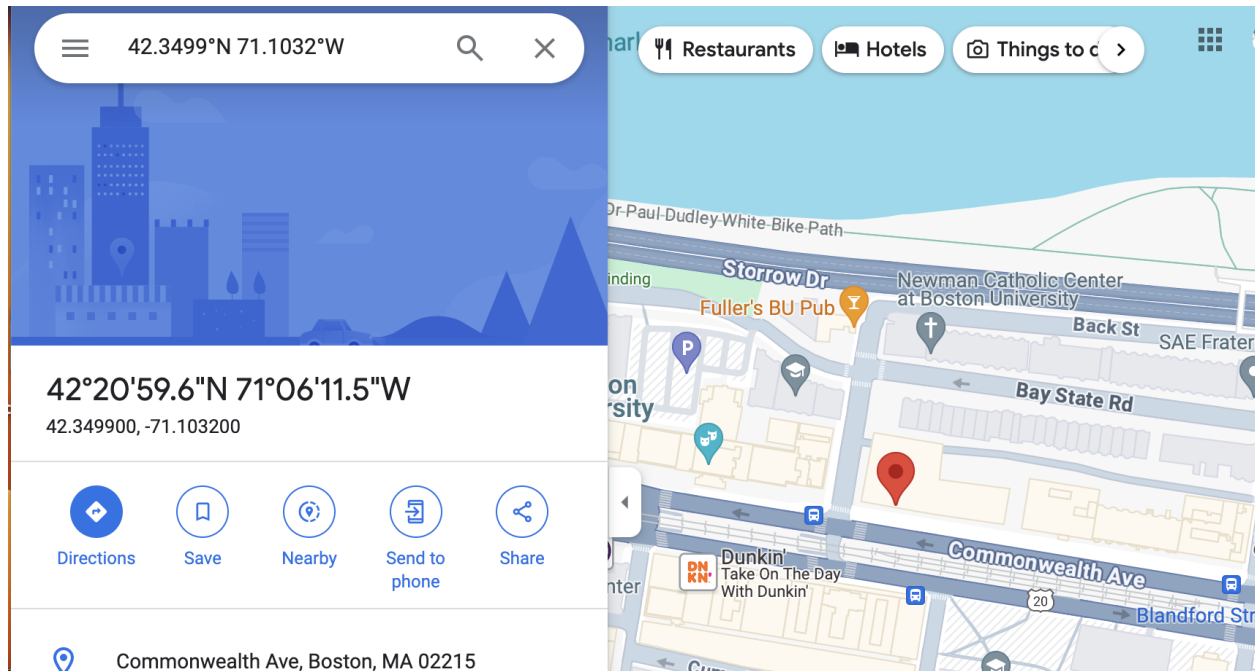 42.3499°N 71.1032°W
Restaurants
Hotels
Things to d
42°20'59.6"N 71°06'11.5"W
42.349900, -71.103200
Directions
Save
Nearby
Send to
phone
Share
Commonwealth Ave, Boston, MA 02215
Dr Paul Dudley White Bike Path
Storrow Dr
inding
Newman Catholic Center
at Boston University
Fuller's BU Pub
Back St
SAE Frater
P
Bay State Rd
on
rsity
Commonwealth Ave
DN
KN'
Dunkin'
Take On The Day
With Dunkin'
nter
20
Blandford Str